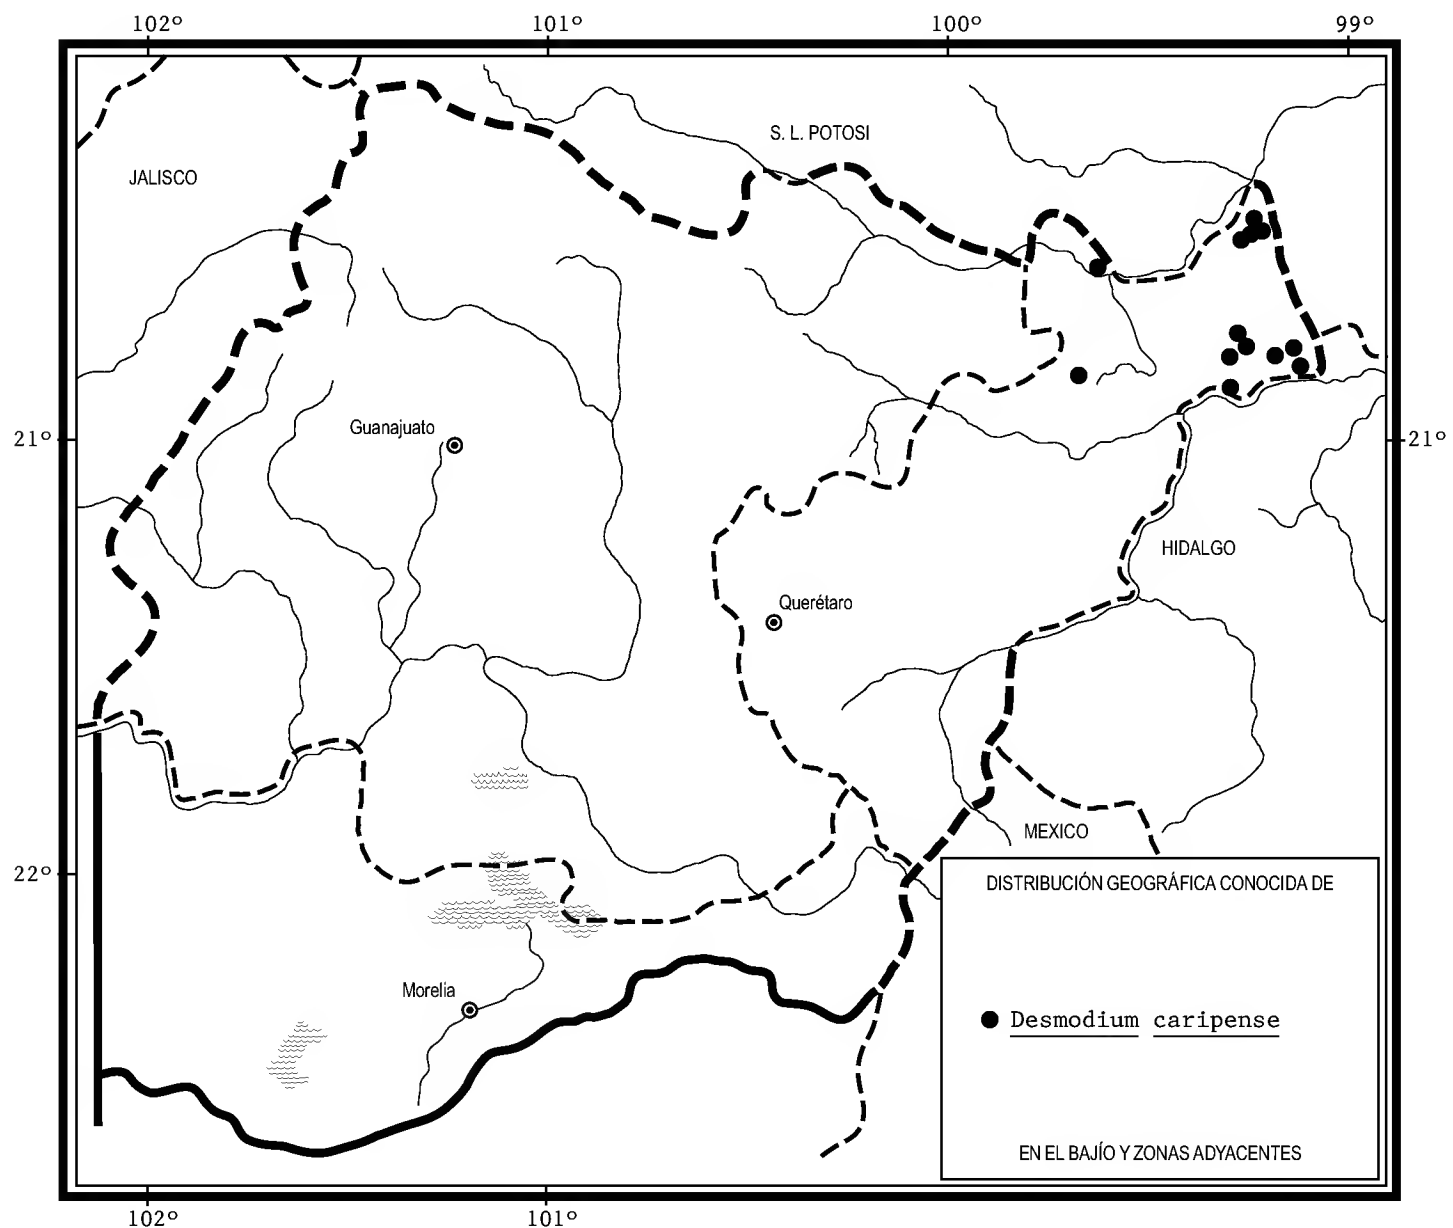 102° 101° 100° 99°
S. L. POTOSI
JALISCO
Guanajuato
21° 21°
HIDALGO
Querétaro
MEXICO
22°
DISTRIBUCIÓN GEOGRÁFICA CONOCIDA DE
Morelia
Desmodium caripense
EN EL BAJÍO Y ZONAS ADYACENTES
102° 101°